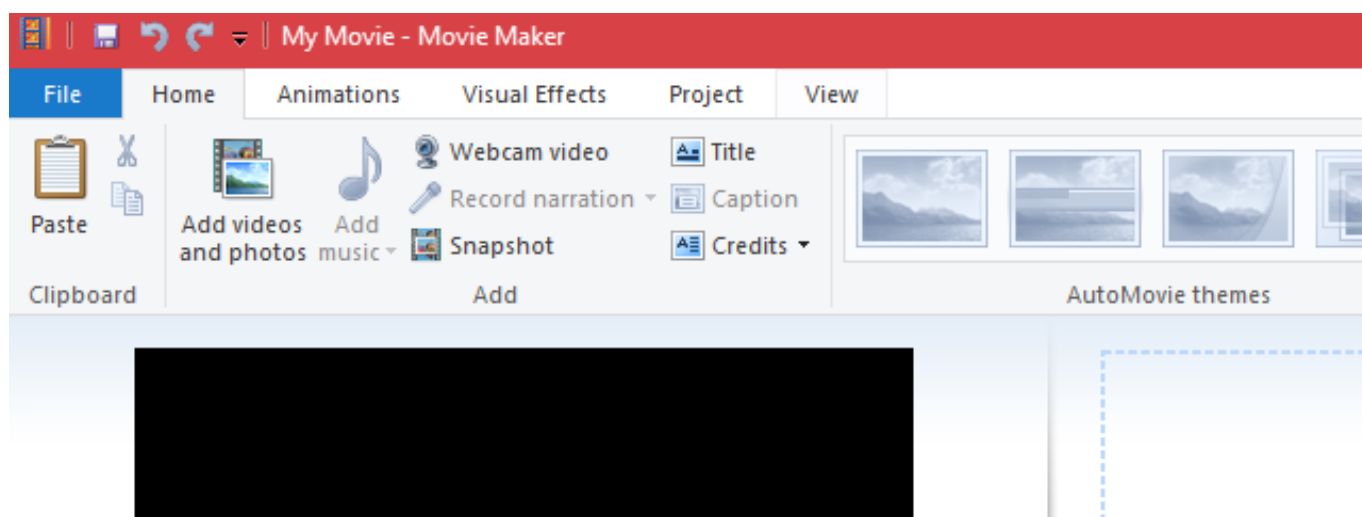 My Movie - Movie Maker
File Home Animations Visual Effects Project View
Paste
Add videos
and photos
Add
music
Webcam video
Record narration
Snapshot
Title
Caption
Credits
Clipboard
Add
AutoMovie themes